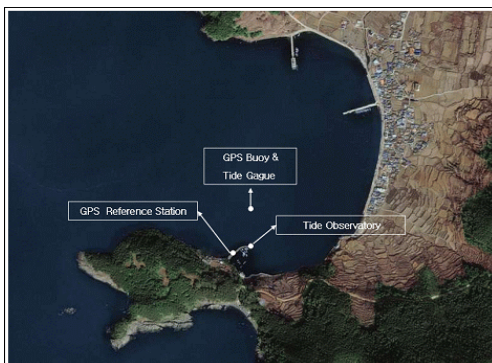 GPS Buoy &
Tide Gague
GPS Reference Station
Tide Observatory